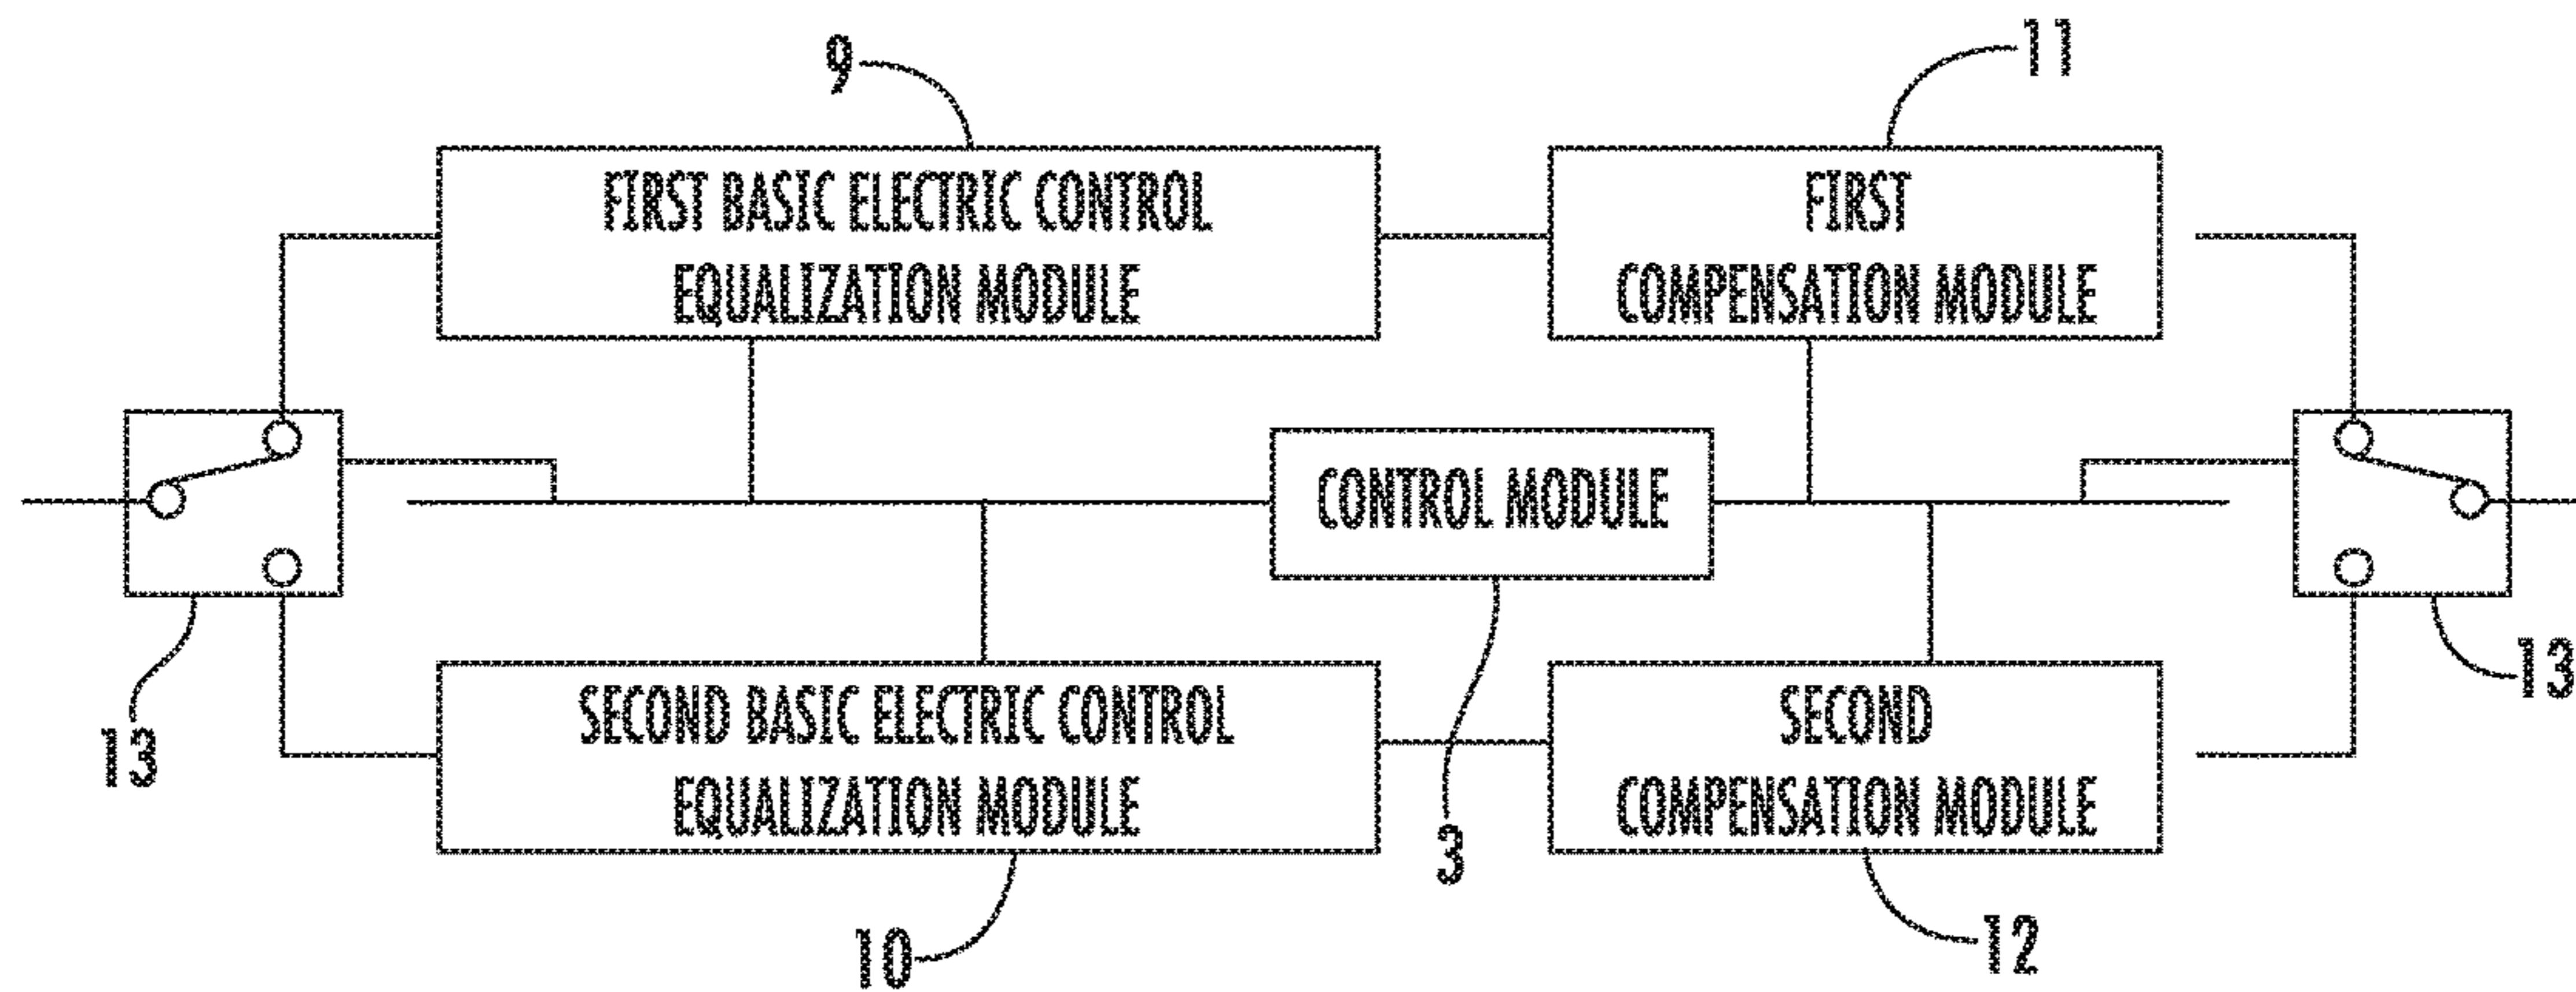 9
11
FIRST BASIC ELECTRIC CONTROL
EQUALIZATION MODULE
FIRST
COMPENSATION MODULE
CONTROL MODULE
13
13
SECOND BASIC ELECTRIC CONTROL
EQUALIZATION MODULE
SECOND
COMPENSATION MODULE
3
10
12